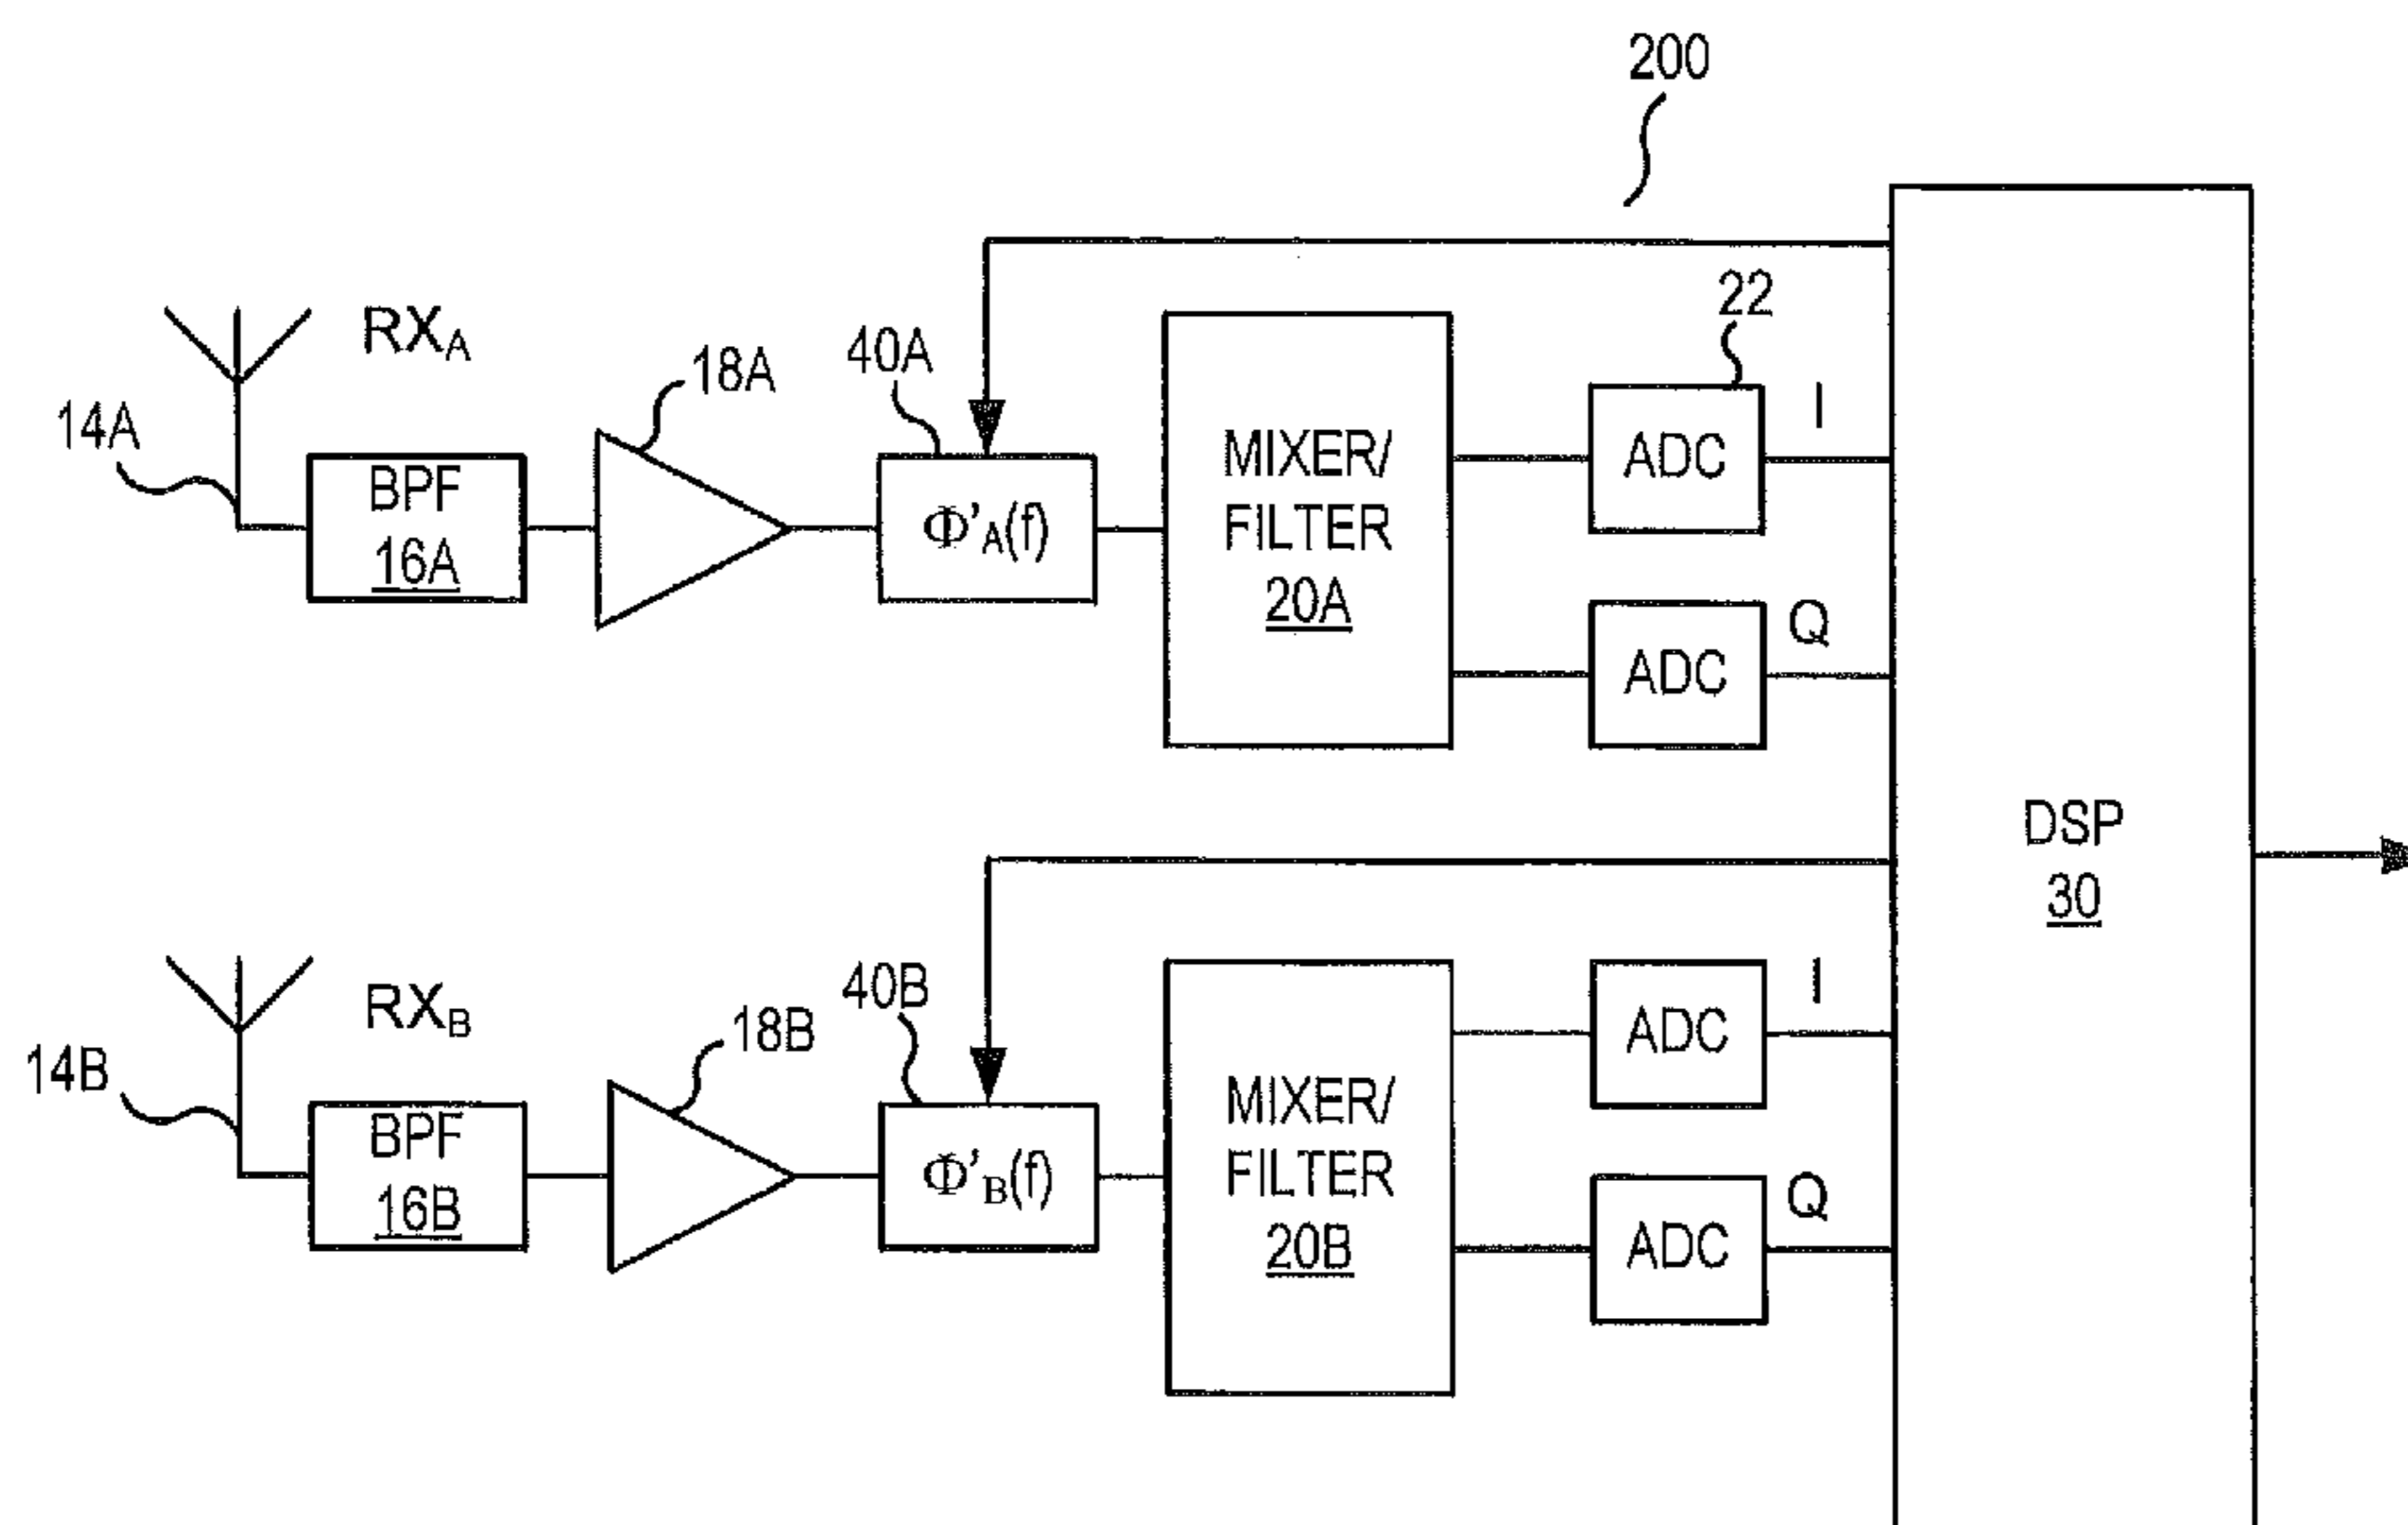 200
RXA
14A
BPF
16A
18A
40A
Φ'A(f)
MIXER/
FILTER
20A
22
ADC
I
ADC
Q
DSP
30
RXB
14B
BPF
16B
18B
40B
Φ'B(f)
MIXER/
FILTER
20B
ADC
I
ADC
Q